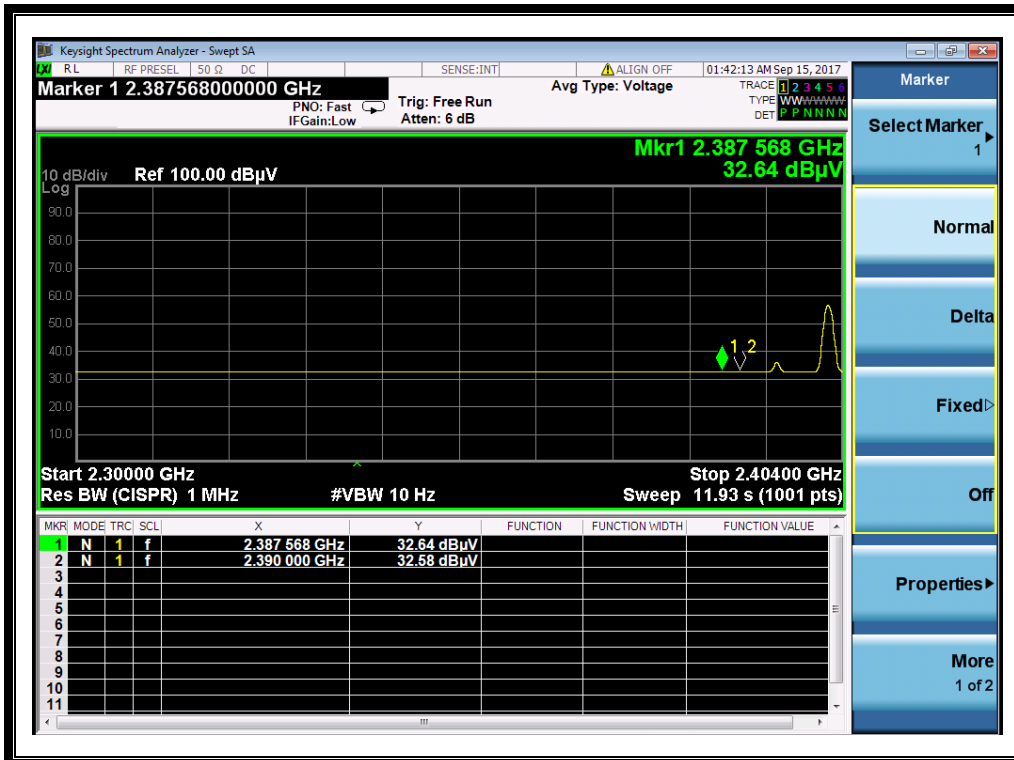 Keysight Spectrum Analyzer - Swept SA
LXI RL RF PRESEL 50 Ω DC SENSE:INT ALIGN OFF 01:42:13 AM Sep 15, 2017
Marker 1 2.387568000000 GHz
PNO: Fast
IFGain:Low
Trig: Free Run
Atten: 6 dB
Avg Type: Voltage
TRACE 1 2 3 4 5 6
TYPE WWWWWW
DET P P N N N N
Mkr1 2.387 568 GHz
32.64 dBµV
10 dB/div Ref 100.00 dBµV
Log
90.0
80.0
70.0
60.0
50.0
40.0
30.0
20.0
10.0
1 2
Start 2.30000 GHz Stop 2.40400 GHz
Res BW (CISPR) 1 MHz #VBW 10 Hz Sweep 11.93 s (1001 pts)
MKR MODE TRC SCL X Y FUNCTION FUNCTION WIDTH FUNCTION VALUE
1 N 1 f 2.387 568 GHz 32.64 dBµV
2 N 1 f 2.390 000 GHz 32.58 dBµV
3
4
5
6
7
8
9
10
11
Marker
Select Marker
1
Normal
Delta
Fixed
Off
Properties
More
1 of 2